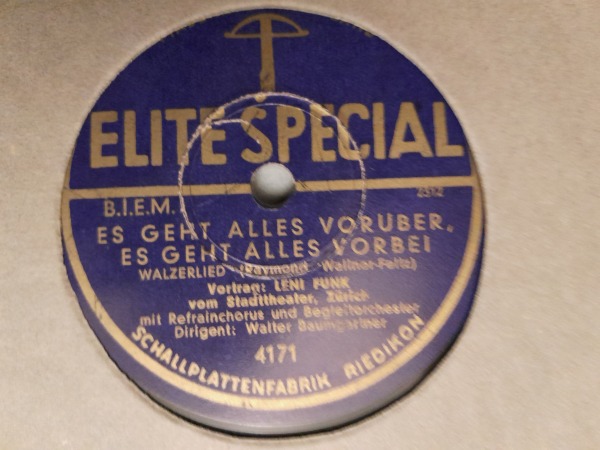 ELITE SPECIAL
B.I.E.M.
ES GEHT ALLES VORÜBER,
ES GEHT ALLES VORBEI
WALZERLIED (Raymond - Wallner-Feltz)
Vortrag: LENI FUNK
vom Stadttheater, Zürich
mit Refrainchorus und Begleitorchester
Dirigent: Walter Baumgartner
4171
SCHALLPLATTENFABRIK RIEDIKON